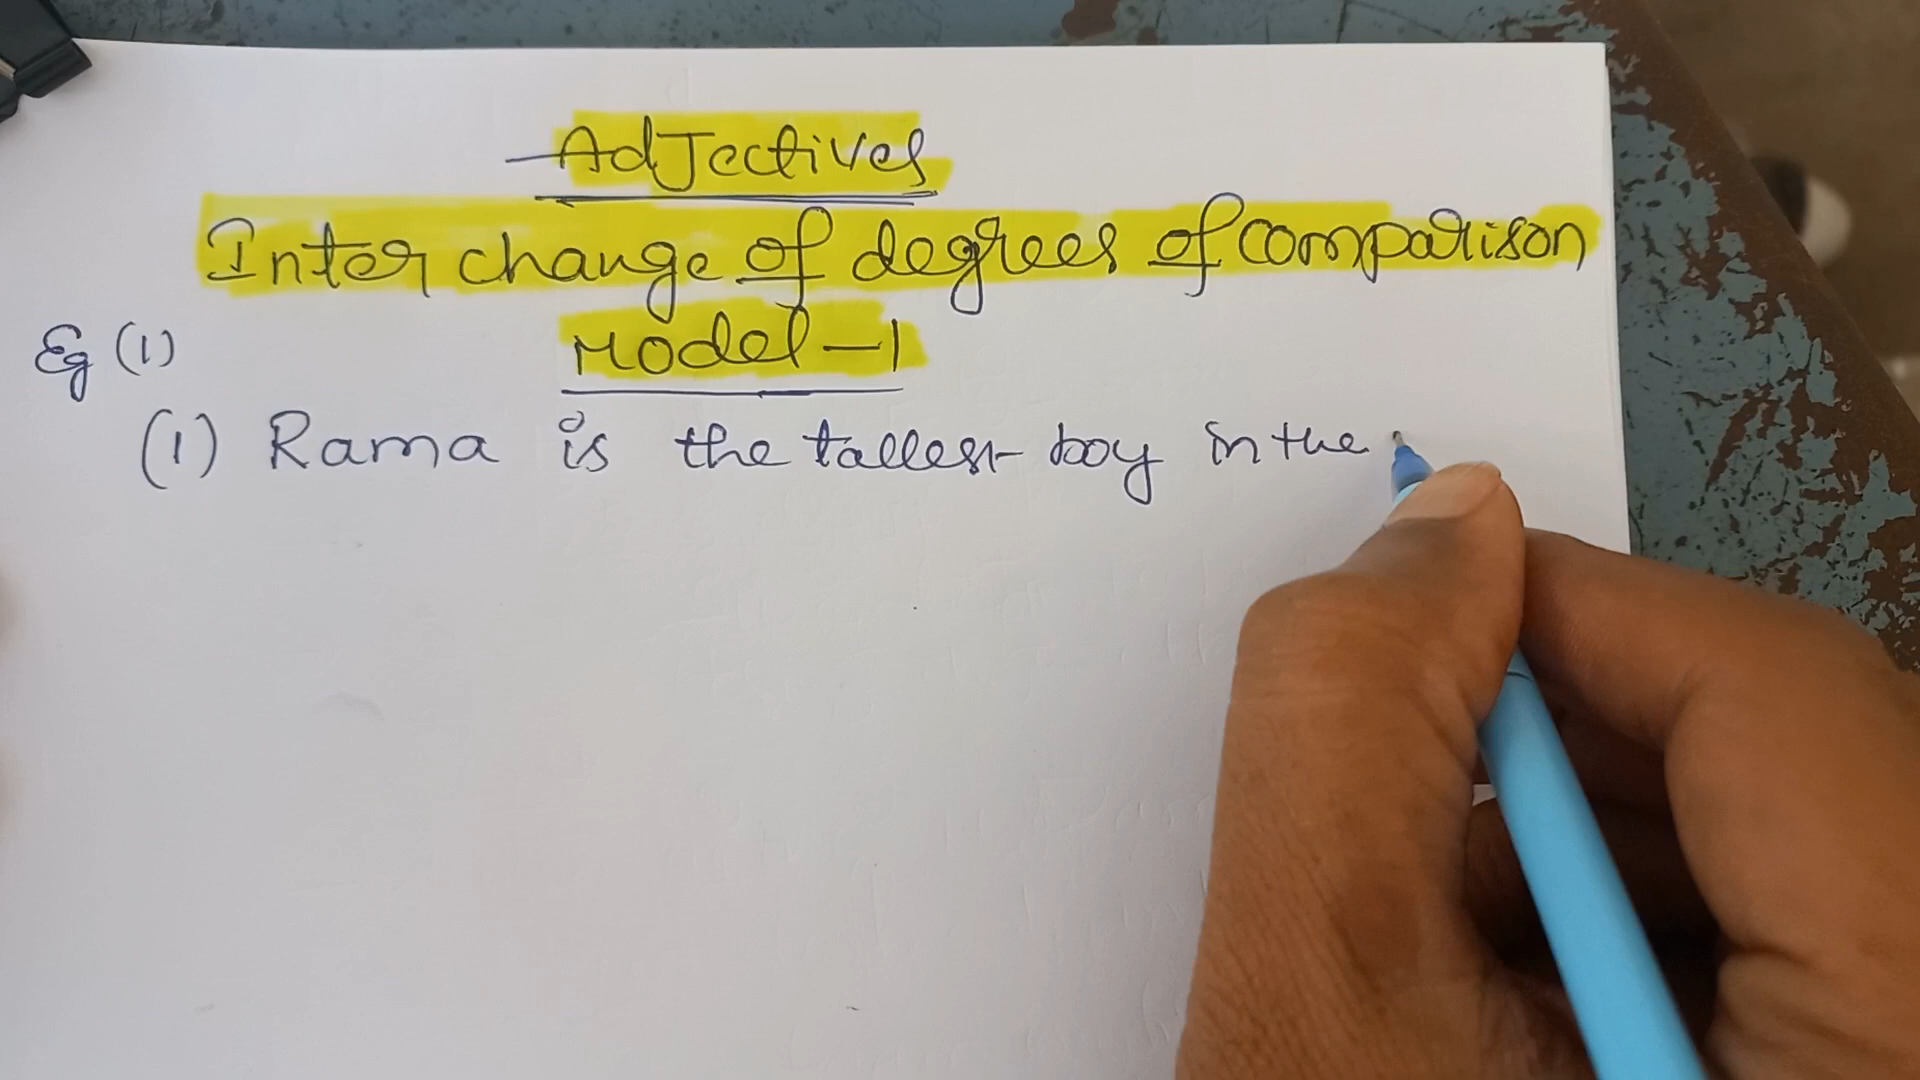 AdJectives
Inter change of degrees of comparison
Model-1
Eg (1)
(1) Rama is the tallest boy in the